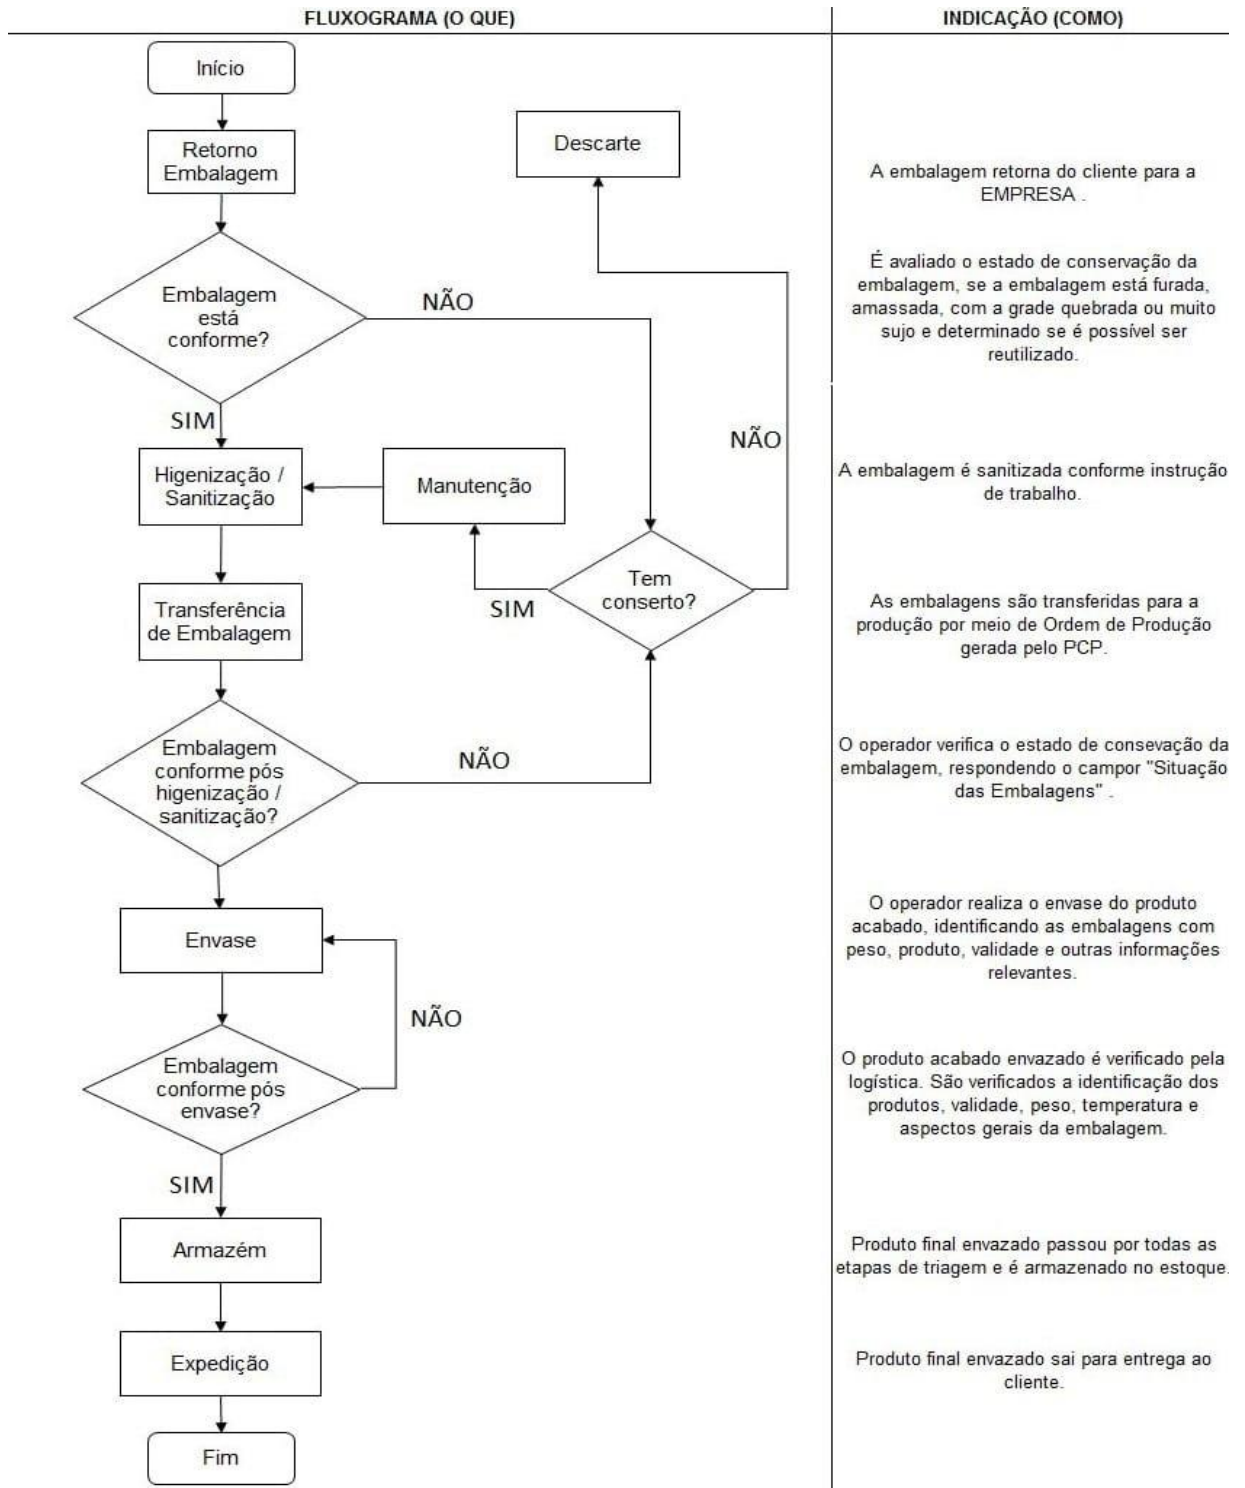 FLUXOGRAMA (O QUE)
INDICAÇÃO (COMO)
Início
Retorno
Embalagem
Descarte
A embalagem retorna do cliente para a
EMPRESA .
Embalagem
está
conforme?
NÃO
É avaliado o estado de conservação da
embalagem, se a embalagem está furada,
amassada, com a grade quebrada ou muito
sujo e determinado se é possível ser
reutilizado.
SIM
NÃO
Higenização /
Sanitização
Manutenção
A embalagem é sanitizada conforme instrução
de trabalho.
Tem
conserto?
SIM
Transferência
de Embalagem
As embalagens são transferidas para a
produção por meio de Ordem de Produção
gerada pelo PCP.
Embalagem
conforme pós
higenização /
sanitização?
NÃO
O operador verifica o estado de consevação da
embalagem, respondendo o campor "Situação
das Embalagens" .
Envase
O operador realiza o envase do produto
acabado, identificando as embalagens com
peso, produto, validade e outras informações
relevantes.
NÃO
Embalagem
conforme pós
envase?
O produto acabado envazado é verificado pela
logística. São verificados a identificação dos
produtos, validade, peso, temperatura e
aspectos gerais da embalagem.
SIM
Armazém
Produto final envazado passou por todas as
etapas de triagem e é armazenado no estoque.
Expedição
Produto final envazado sai para entrega ao
cliente.
Fim